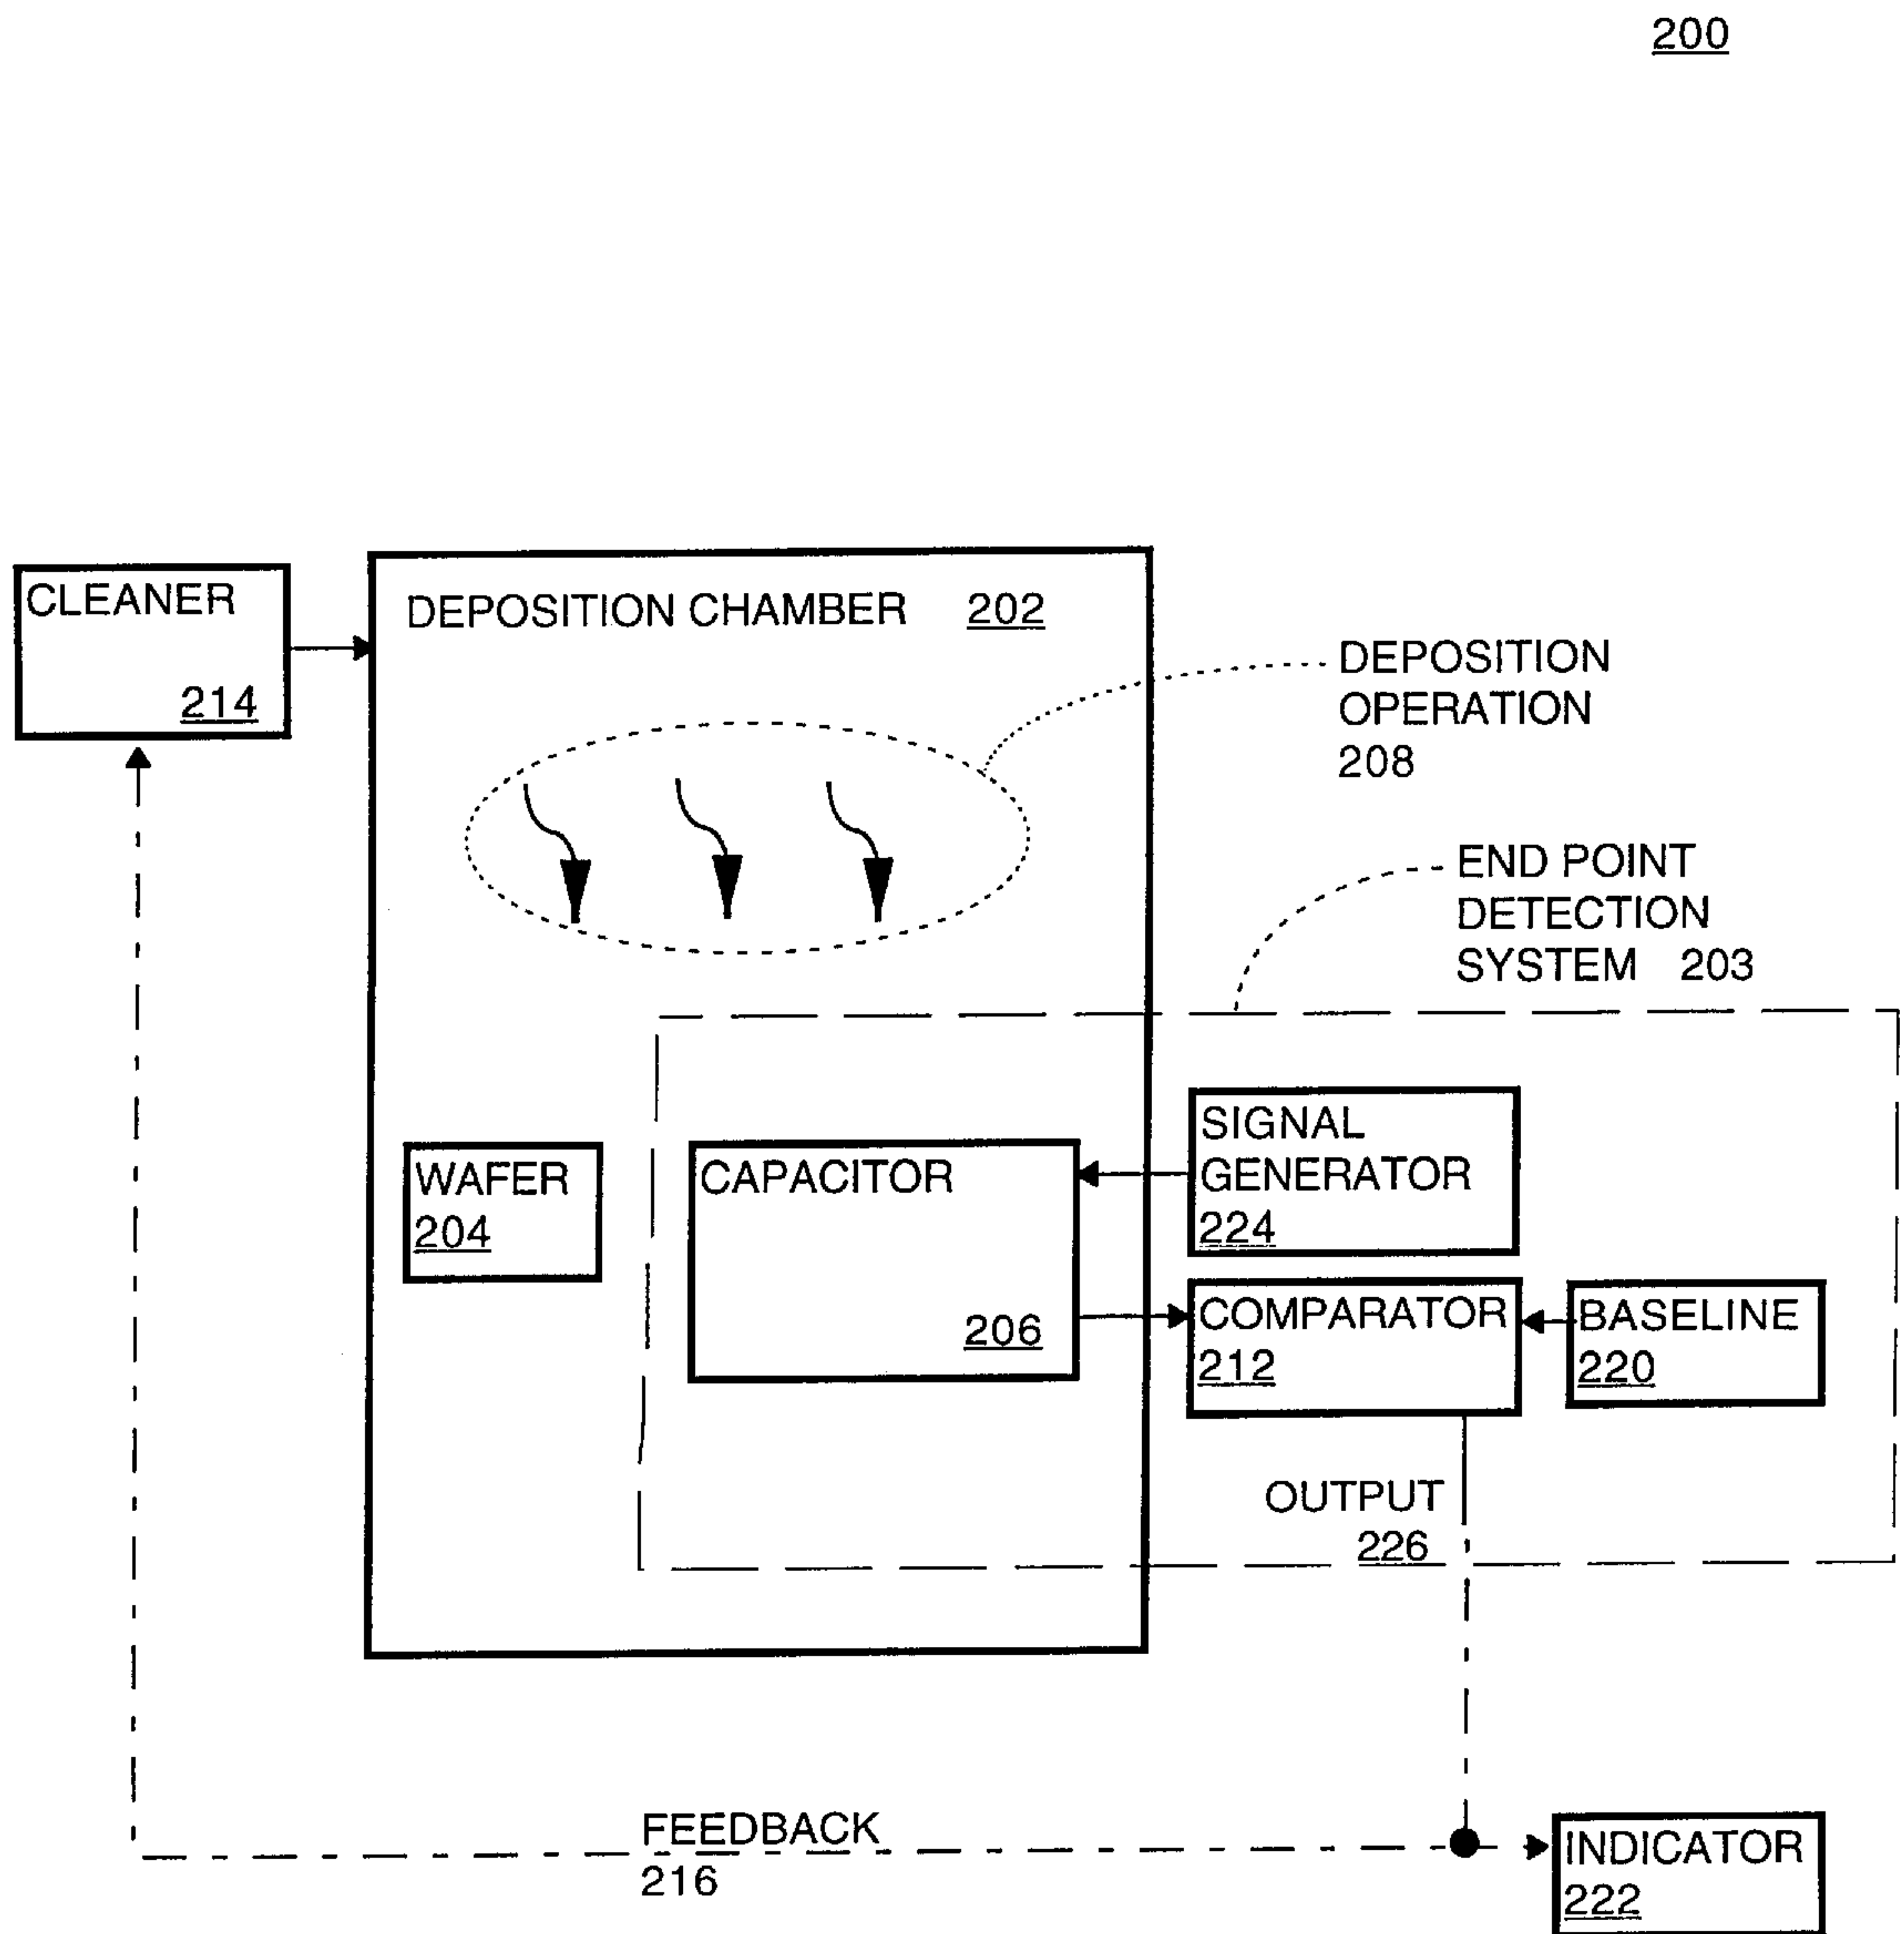 200
CLEANER
214
DEPOSITION CHAMBER 202
DEPOSITION
OPERATION
208
END POINT
DETECTION
SYSTEM 203
WAFER
204
CAPACITOR
206
SIGNAL
GENERATOR
224
COMPARATOR
212
BASELINE
220
OUTPUT
226
FEEDBACK
216
INDICATOR
222